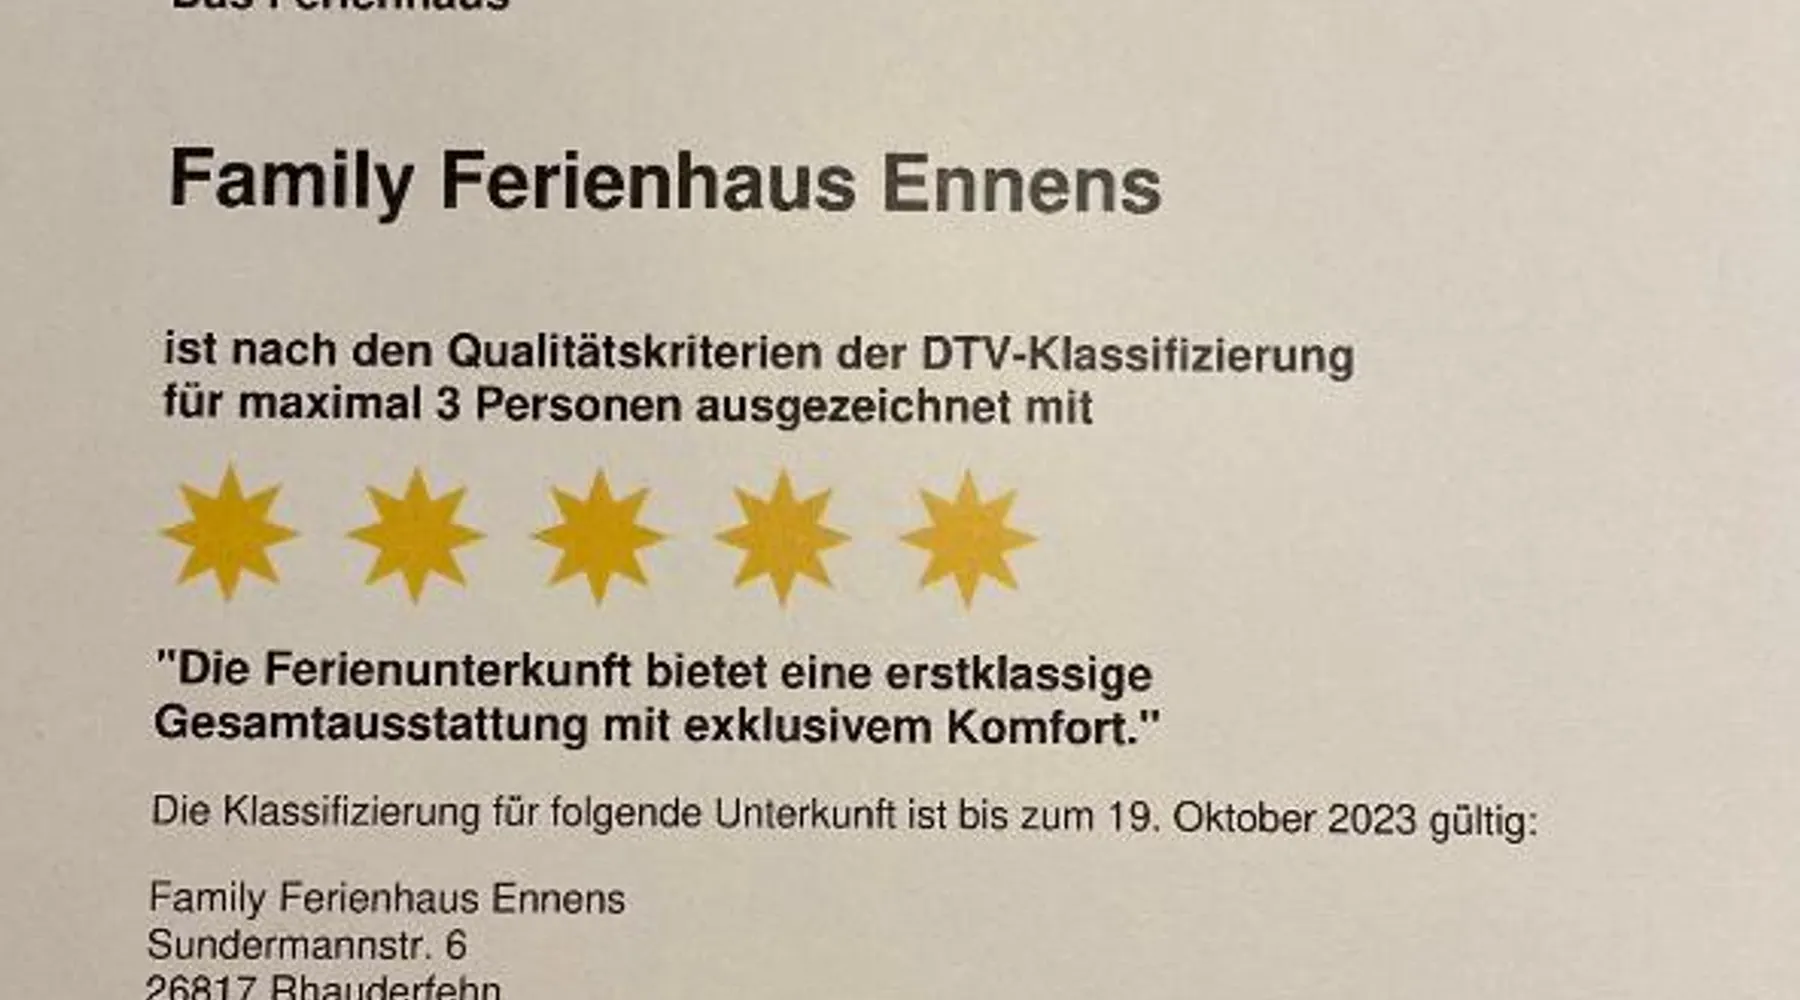 Das Ferienhaus
Family Ferienhaus Ennens
ist nach den Qualitätskriterien der DTV-Klassifizierung
für maximal 3 Personen ausgezeichnet mit
"Die Ferienunterkunft bietet eine erstklassige
Gesamtausstattung mit exklusivem Komfort."
Die Klassifizierung für folgende Unterkunft ist bis zum 19. Oktober 2023 gültig:
Family Ferienhaus Ennens
Sundermannstr. 6
26817 Rhauderfehn